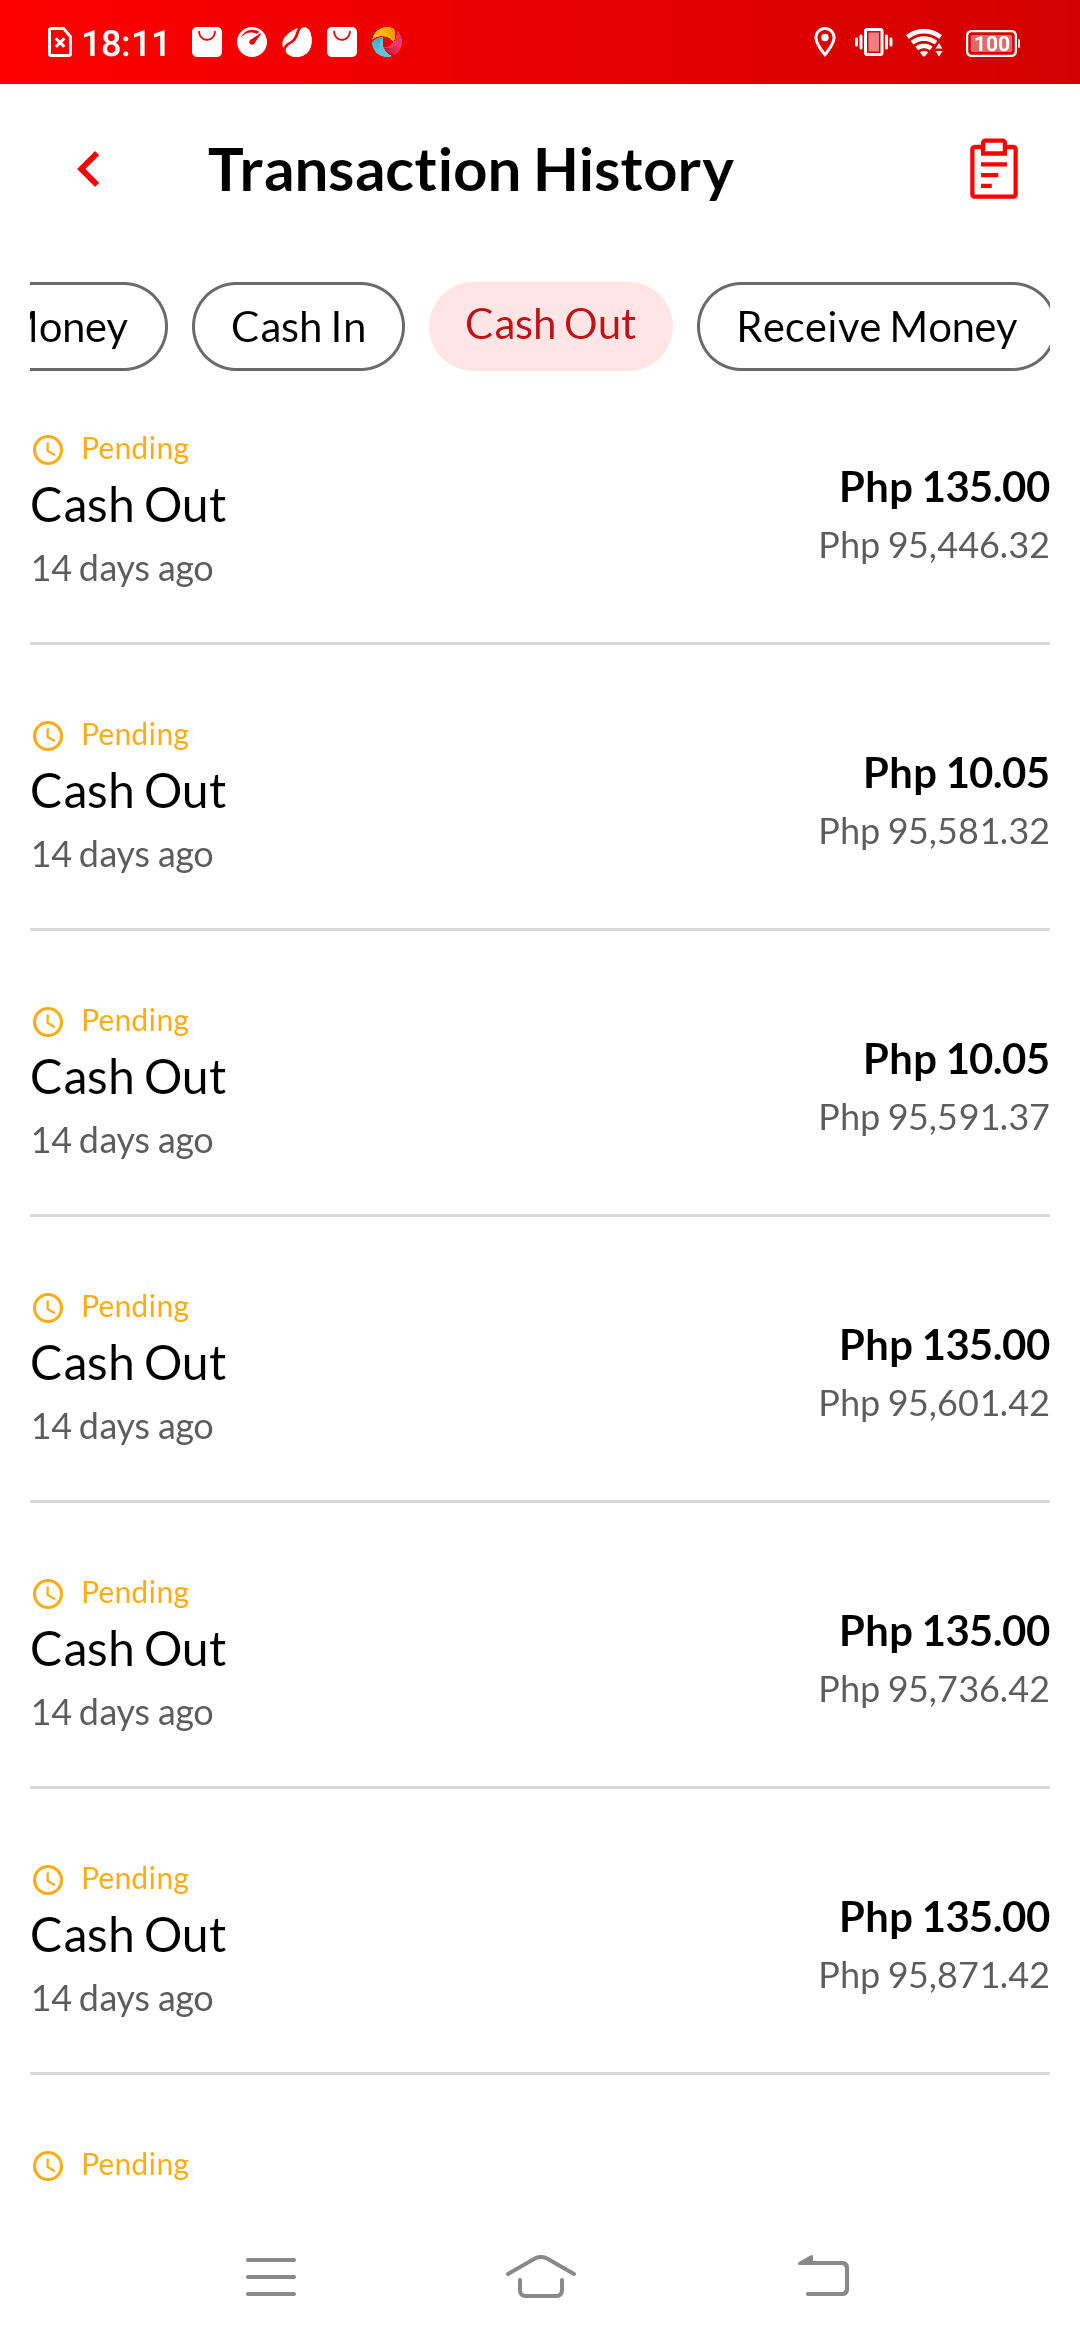 18:11
100
Transaction History
Money
Cash In
Cash Out
Receive Money
Pending
Cash Out
14 days ago
Php 135.00
Php 95,446.32
Pending
Cash Out
14 days ago
Php 10.05
Php 95,581.32
Pending
Cash Out
14 days ago
Php 10.05
Php 95,591.37
Pending
Cash Out
14 days ago
Php 135.00
Php 95,601.42
Pending
Cash Out
14 days ago
Php 135.00
Php 95,736.42
Pending
Cash Out
14 days ago
Php 135.00
Php 95,871.42
Pending